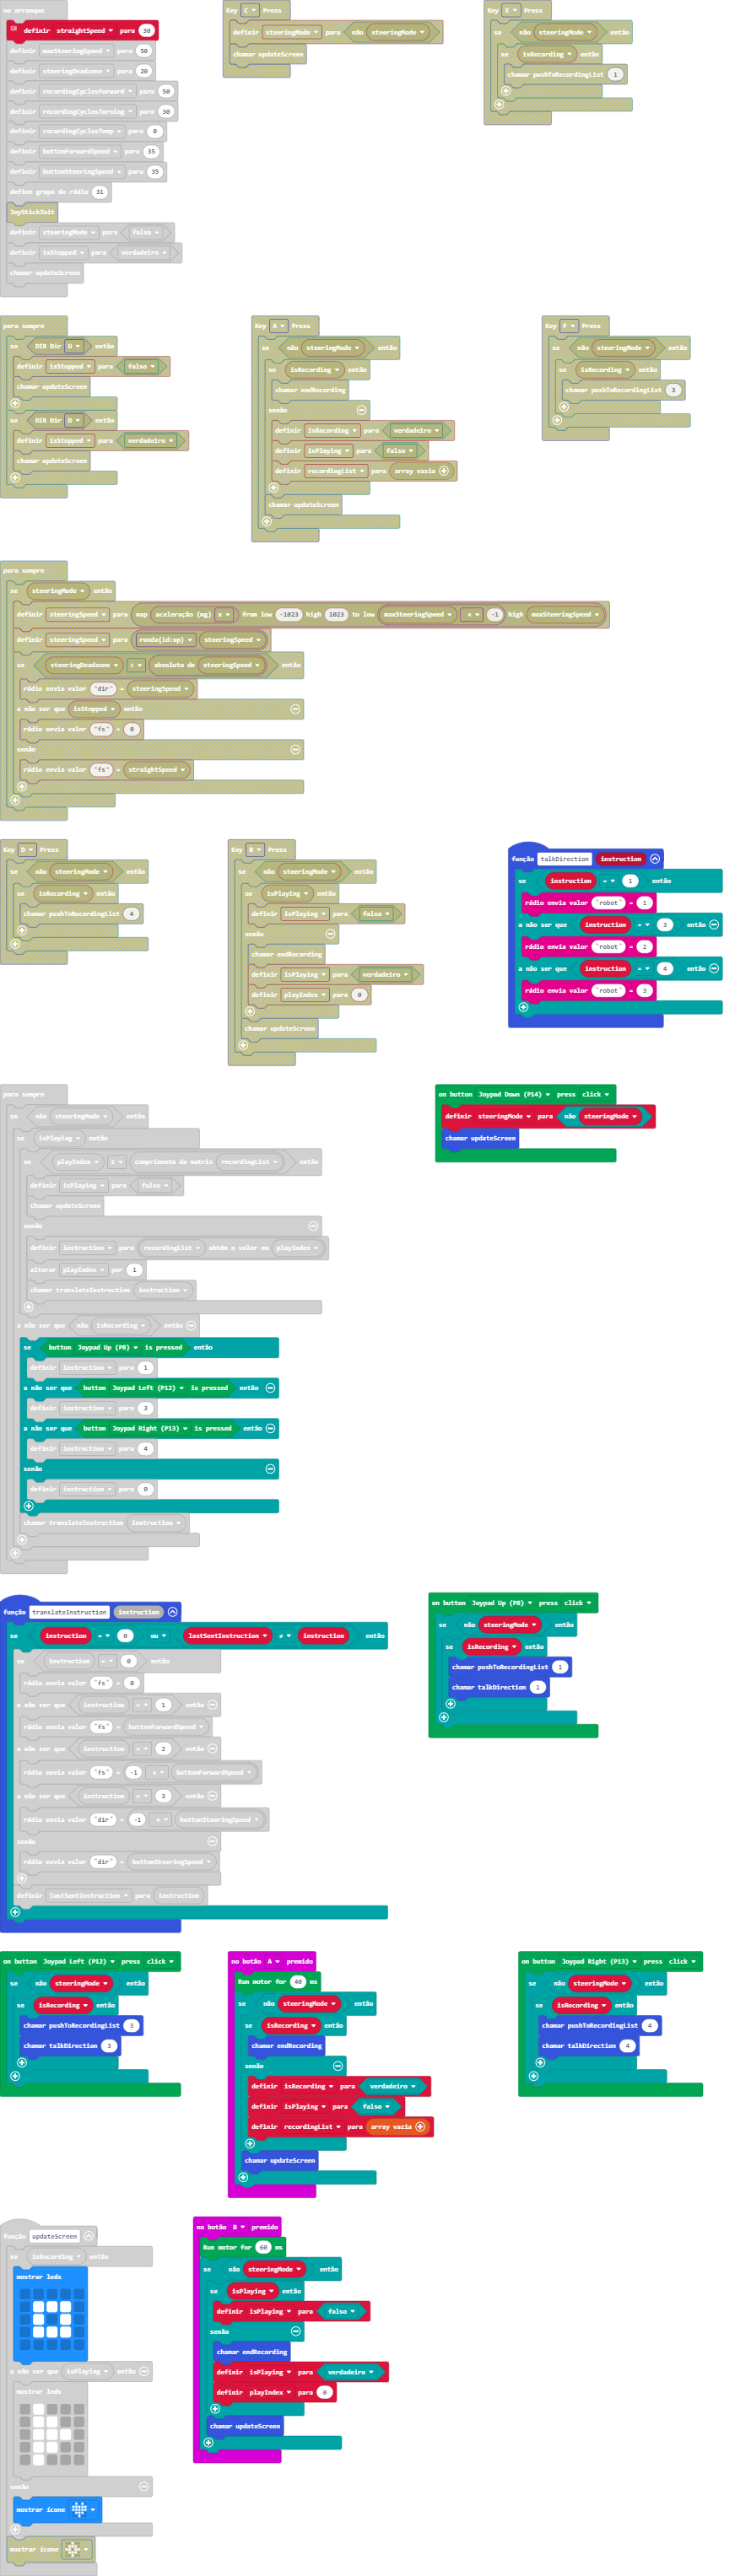 no arranque
definir straightSpeed para 30
definir maxSteeringSpeed para 50
definir steeringDeadzone para 20
definir recordingCyclesForward para 50
definir recordingCyclesTurning para 30
definir recordingCyclesTemp para 0
definir buttonForwardSpeed para 35
definir buttonSteeringSpeed para 35
define grupo de rádio 31
JoyStickInit
definir steeringMode para falso
definir isStopped para verdadeiro
chamar updateScreen
Key C Press
definir steeringMode para não steeringMode
chamar updateScreen
Key E Press
se não steeringMode então
se isRecording então
chamar pushToRecordingList 1
para sempre
se DIR Dir U então
definir isStopped para falso
chamar updateScreen
se DIR Dir D então
definir isStopped para verdadeiro
chamar updateScreen
Key A Press
se não steeringMode então
se isRecording então
chamar endRecording
senão
definir isRecording para verdadeiro
definir isPlaying para falso
definir recordingList para array vazia
chamar updateScreen
Key F Press
se não steeringMode então
se isRecording então
chamar pushToRecordingList 3
para sempre
se steeringMode então
definir steeringSpeed para map aceleração (mg) x from low -1023 high 1023 to low maxSteeringSpeed × -1 high maxSteeringSpeed
definir steeringSpeed para ronda(id:ap) steeringSpeed
se steeringDeadzone < absoluto de steeringSpeed então
rádio envia valor "dir" = steeringSpeed
a não ser que isStopped então
rádio envia valor "fs" = 0
senão
rádio envia valor "fs" = straightSpeed
Key D Press
se não steeringMode então
se isRecording então
chamar pushToRecordingList 4
Key B Press
se não steeringMode então
se isPlaying então
definir isPlaying para falso
senão
chamar endRecording
definir isPlaying para verdadeiro
definir playIndex para 0
chamar updateScreen
função talkDirection instruction
se instruction = 1 então
rádio envia valor "robot" = 1
a não ser que instruction = 3 então
rádio envia valor "robot" = 2
a não ser que instruction = 4 então
rádio envia valor "robot" = 3
para sempre
se não steeringMode então
se isPlaying então
se playIndex ≥ comprimento da matriz recordingList então
definir isPlaying para falso
chamar updateScreen
senão
definir instruction para recordingList obtém o valor em playIndex
alterar playIndex por 1
chamar translateInstruction instruction
a não ser que não isRecording então
se button Joypad Up (P8) is pressed então
definir instruction para 1
a não ser que button Joypad Left (P12) is pressed então
definir instruction para 3
a não ser que button Joypad Right (P13) is pressed então
definir instruction para 4
senão
definir instruction para 0
chamar translateInstruction instruction
on button Joypad Down (P14) press click
definir steeringMode para não steeringMode
chamar updateScreen
função translateInstruction instruction
se instruction = 0 ou lastSentInstruction ≠ instruction então
se instruction = 0 então
rádio envia valor "fs" = 0
a não ser que instruction = 1 então
rádio envia valor "fs" = buttonForwardSpeed
a não ser que instruction = 2 então
rádio envia valor "fs" = -1 × buttonForwardSpeed
a não ser que instruction = 3 então
rádio envia valor "dir" = -1 × buttonSteeringSpeed
senão
rádio envia valor "dir" = buttonSteeringSpeed
definir lastSentInstruction para instruction
on button Joypad Up (P8) press click
se não steeringMode então
se isRecording então
chamar pushToRecordingList 1
chamar talkDirection 1
on button Joypad Left (P12) press click
se não steeringMode então
se isRecording então
chamar pushToRecordingList 3
chamar talkDirection 3
no botão A premido
Run motor for 40 ms
se não steeringMode então
se isRecording então
chamar endRecording
senão
definir isRecording para verdadeiro
definir isPlaying para falso
definir recordingList para array vazia
chamar updateScreen
on button Joypad Right (P13) press click
se não steeringMode então
se isRecording então
chamar pushToRecordingList 4
chamar talkDirection 4
função updateScreen
se isRecording então
mostrar leds
a não ser que isPlaying então
mostrar leds
senão
mostrar ícone
mostrar ícone
no botão B premido
Run motor for 60 ms
se não steeringMode então
se isPlaying então
definir isPlaying para falso
senão
chamar endRecording
definir isPlaying para verdadeiro
definir playIndex para 0
chamar updateScreen